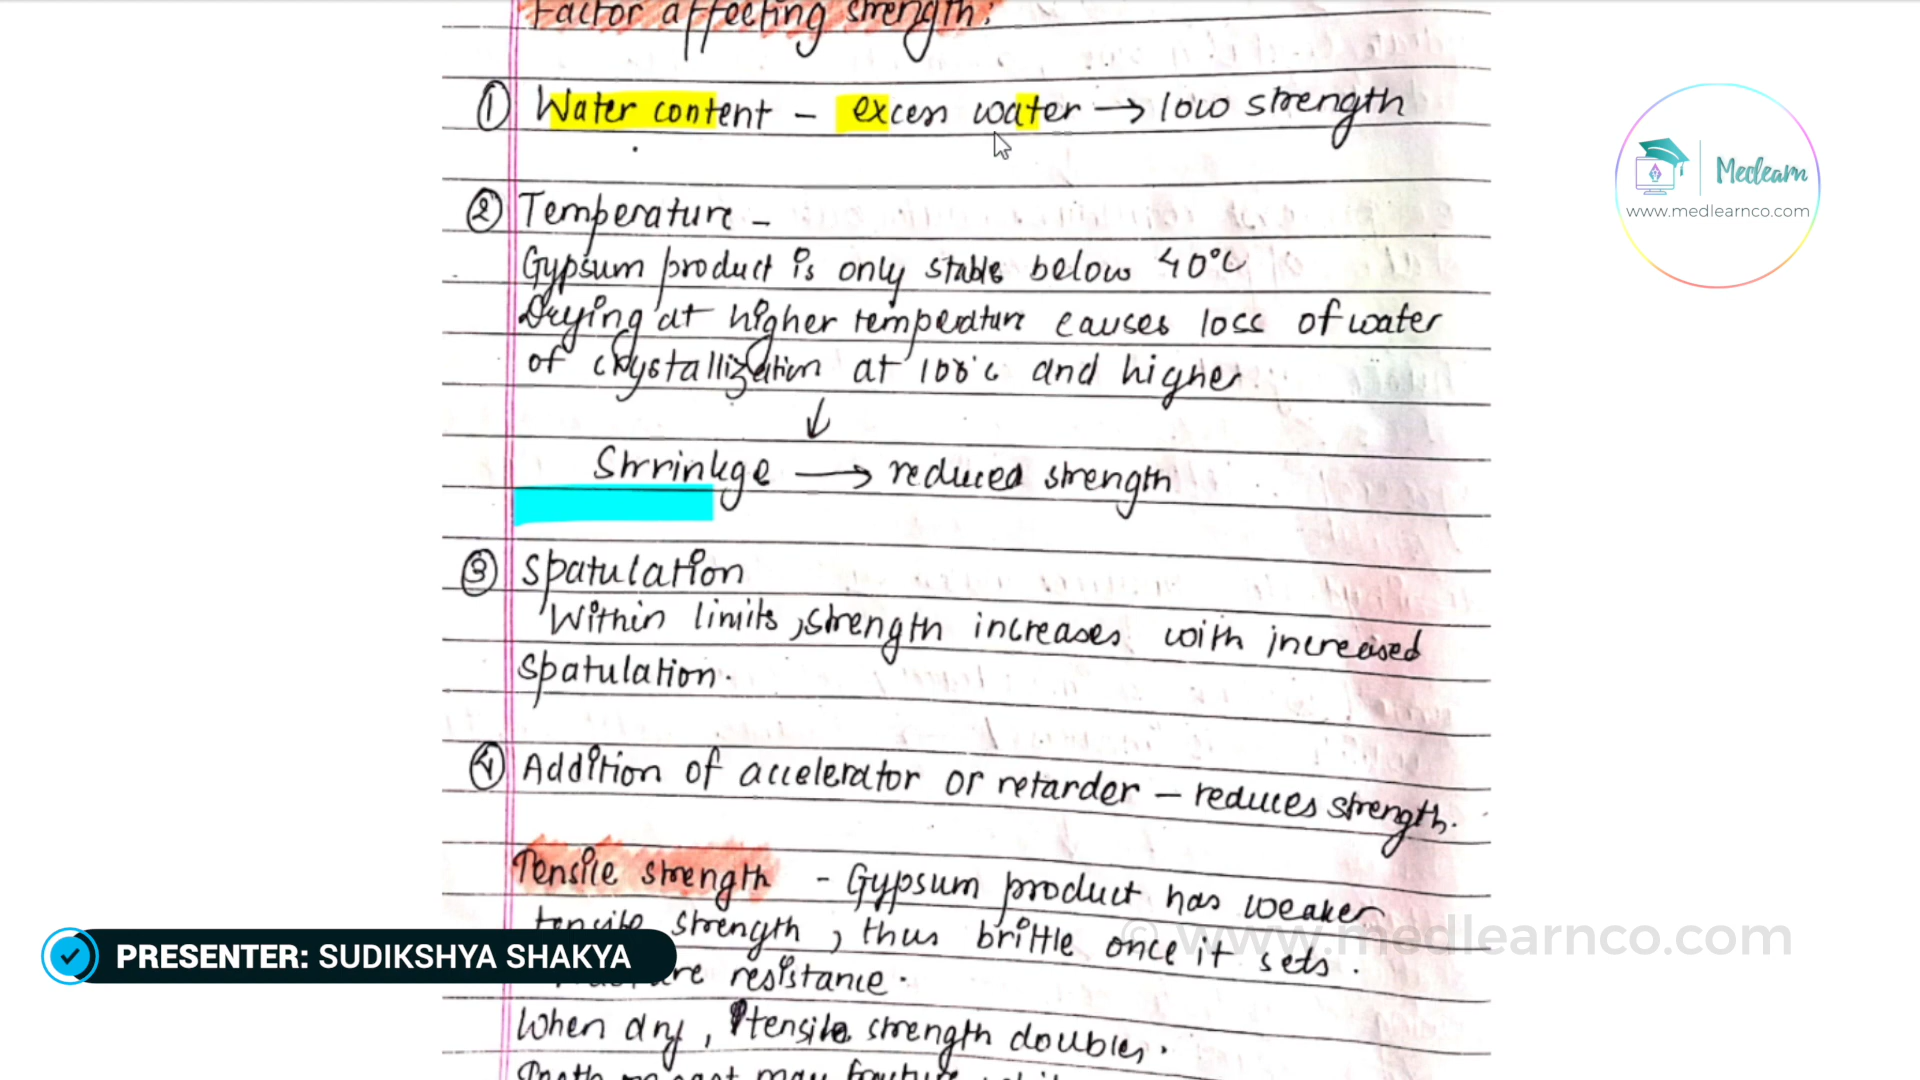 Factor affecting strength:
① Water content - excess water → low strength
② Temperature -
Gypsum product is only stable below 40°C
Drying at higher temperature causes loss of water
of crystallization at 100°C and higher
↓
Shrinkge → reduced strength
③ Spatulation
Within limits, strength increases with increased
spatulation.
④ Addition of accelerator or retarder - reduces strength.
Tensile strength - Gypsum product has weaker
tensile strength, thus brittle once it sets.
resistance.
When dry, tensile strength doubles.
Medlearn
www.medlearnco.com
© www.medlearnco.com
PRESENTER: SUDIKSHYA SHAKYA